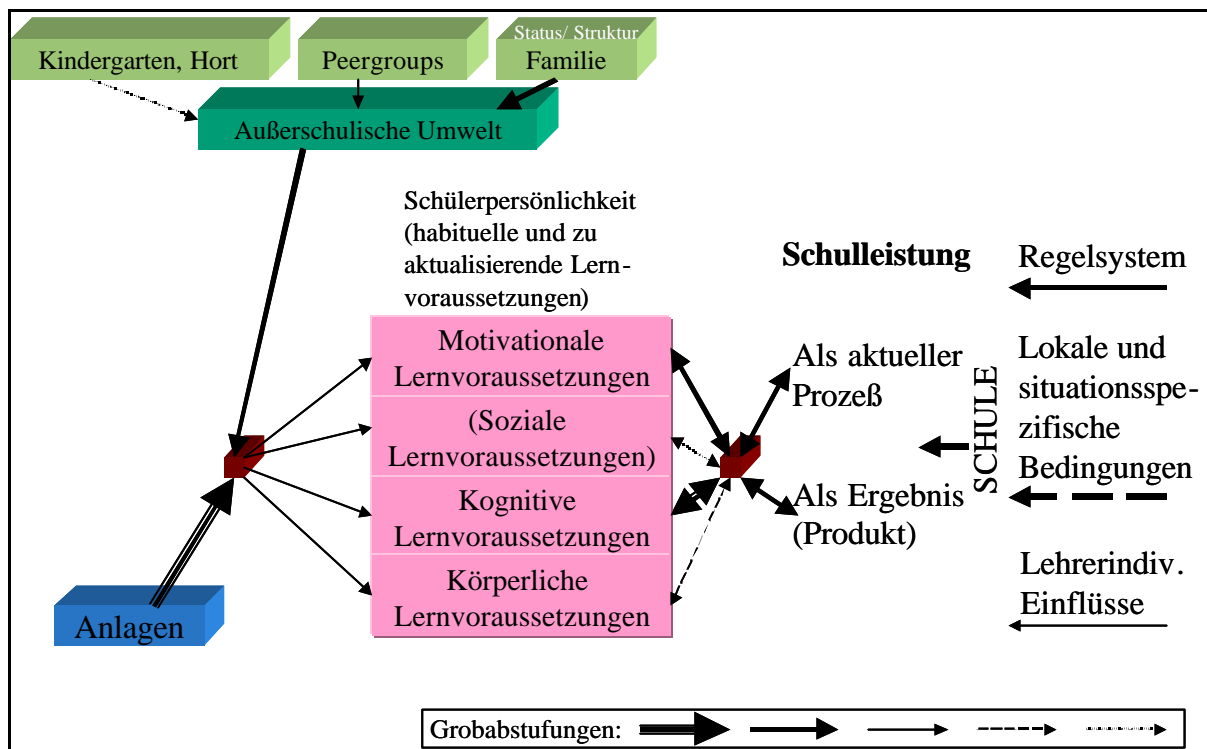 Status/ Struktur
Kindergarten, Hort
Peergroups
Familie
Außerschulische Umwelt
Schülerpersönlichkeit
(habituelle und zu
aktualisierende Lern-
voraussetzungen)
Motivationale
Lernvoraussetzungen
(Soziale
Lernvoraussetzungen)
Kognitive
Lernvoraussetzungen
Körperliche
Lernvoraussetzungen
Anlagen
Schulleistung
Als aktueller
Prozeß
Als Ergebnis
(Produkt)
SCHULE
Regelsystem
Lokale und
situationsspe-
zifische
Bedingungen
Lehrerindiv.
Einflüsse
Grobabstufungen: